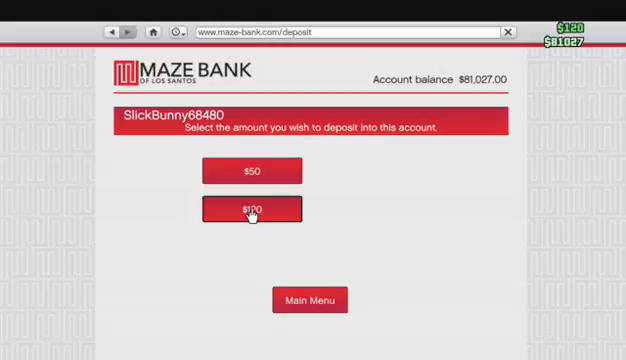 www.maze-bank.com/deposit
$120
$81027
MAZE BANK
OF LOS SANTOS
Account balance $81,027.00
SlickBunny68480
Select the amount you wish to deposit into this account.
$50
$120
Main Menu